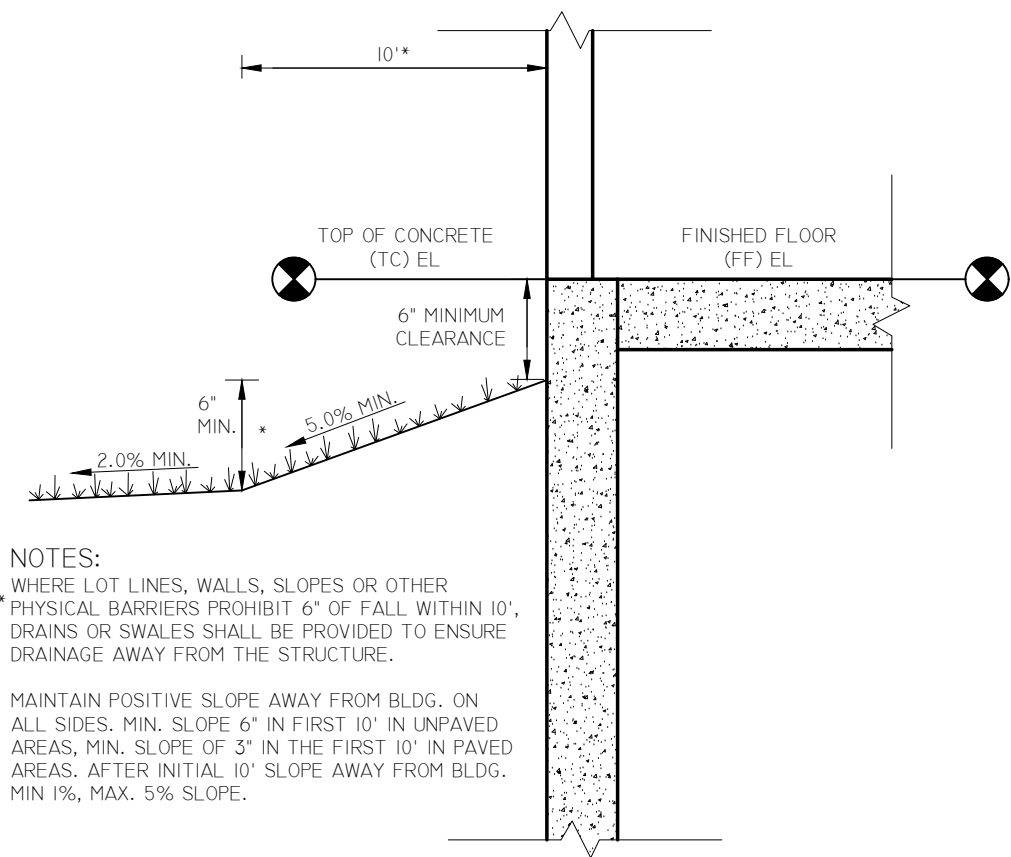 10'*
TOP OF CONCRETE
(TC) EL
FINISHED FLOOR
(FF) EL
6" MINIMUM
CLEARANCE
6"
MIN. *
5.0% MIN.
2.0% MIN.
NOTES:
WHERE LOT LINES, WALLS, SLOPES OR OTHER
* PHYSICAL BARRIERS PROHIBIT 6" OF FALL WITHIN 10',
DRAINS OR SWALES SHALL BE PROVIDED TO ENSURE
DRAINAGE AWAY FROM THE STRUCTURE.
MAINTAIN POSITIVE SLOPE AWAY FROM BLDG. ON
ALL SIDES. MIN. SLOPE 6" IN FIRST 10' IN UNPAVED
AREAS, MIN. SLOPE OF 3" IN THE FIRST 10' IN PAVED
AREAS. AFTER INITIAL 10' SLOPE AWAY FROM BLDG.
MIN 1%, MAX. 5% SLOPE.